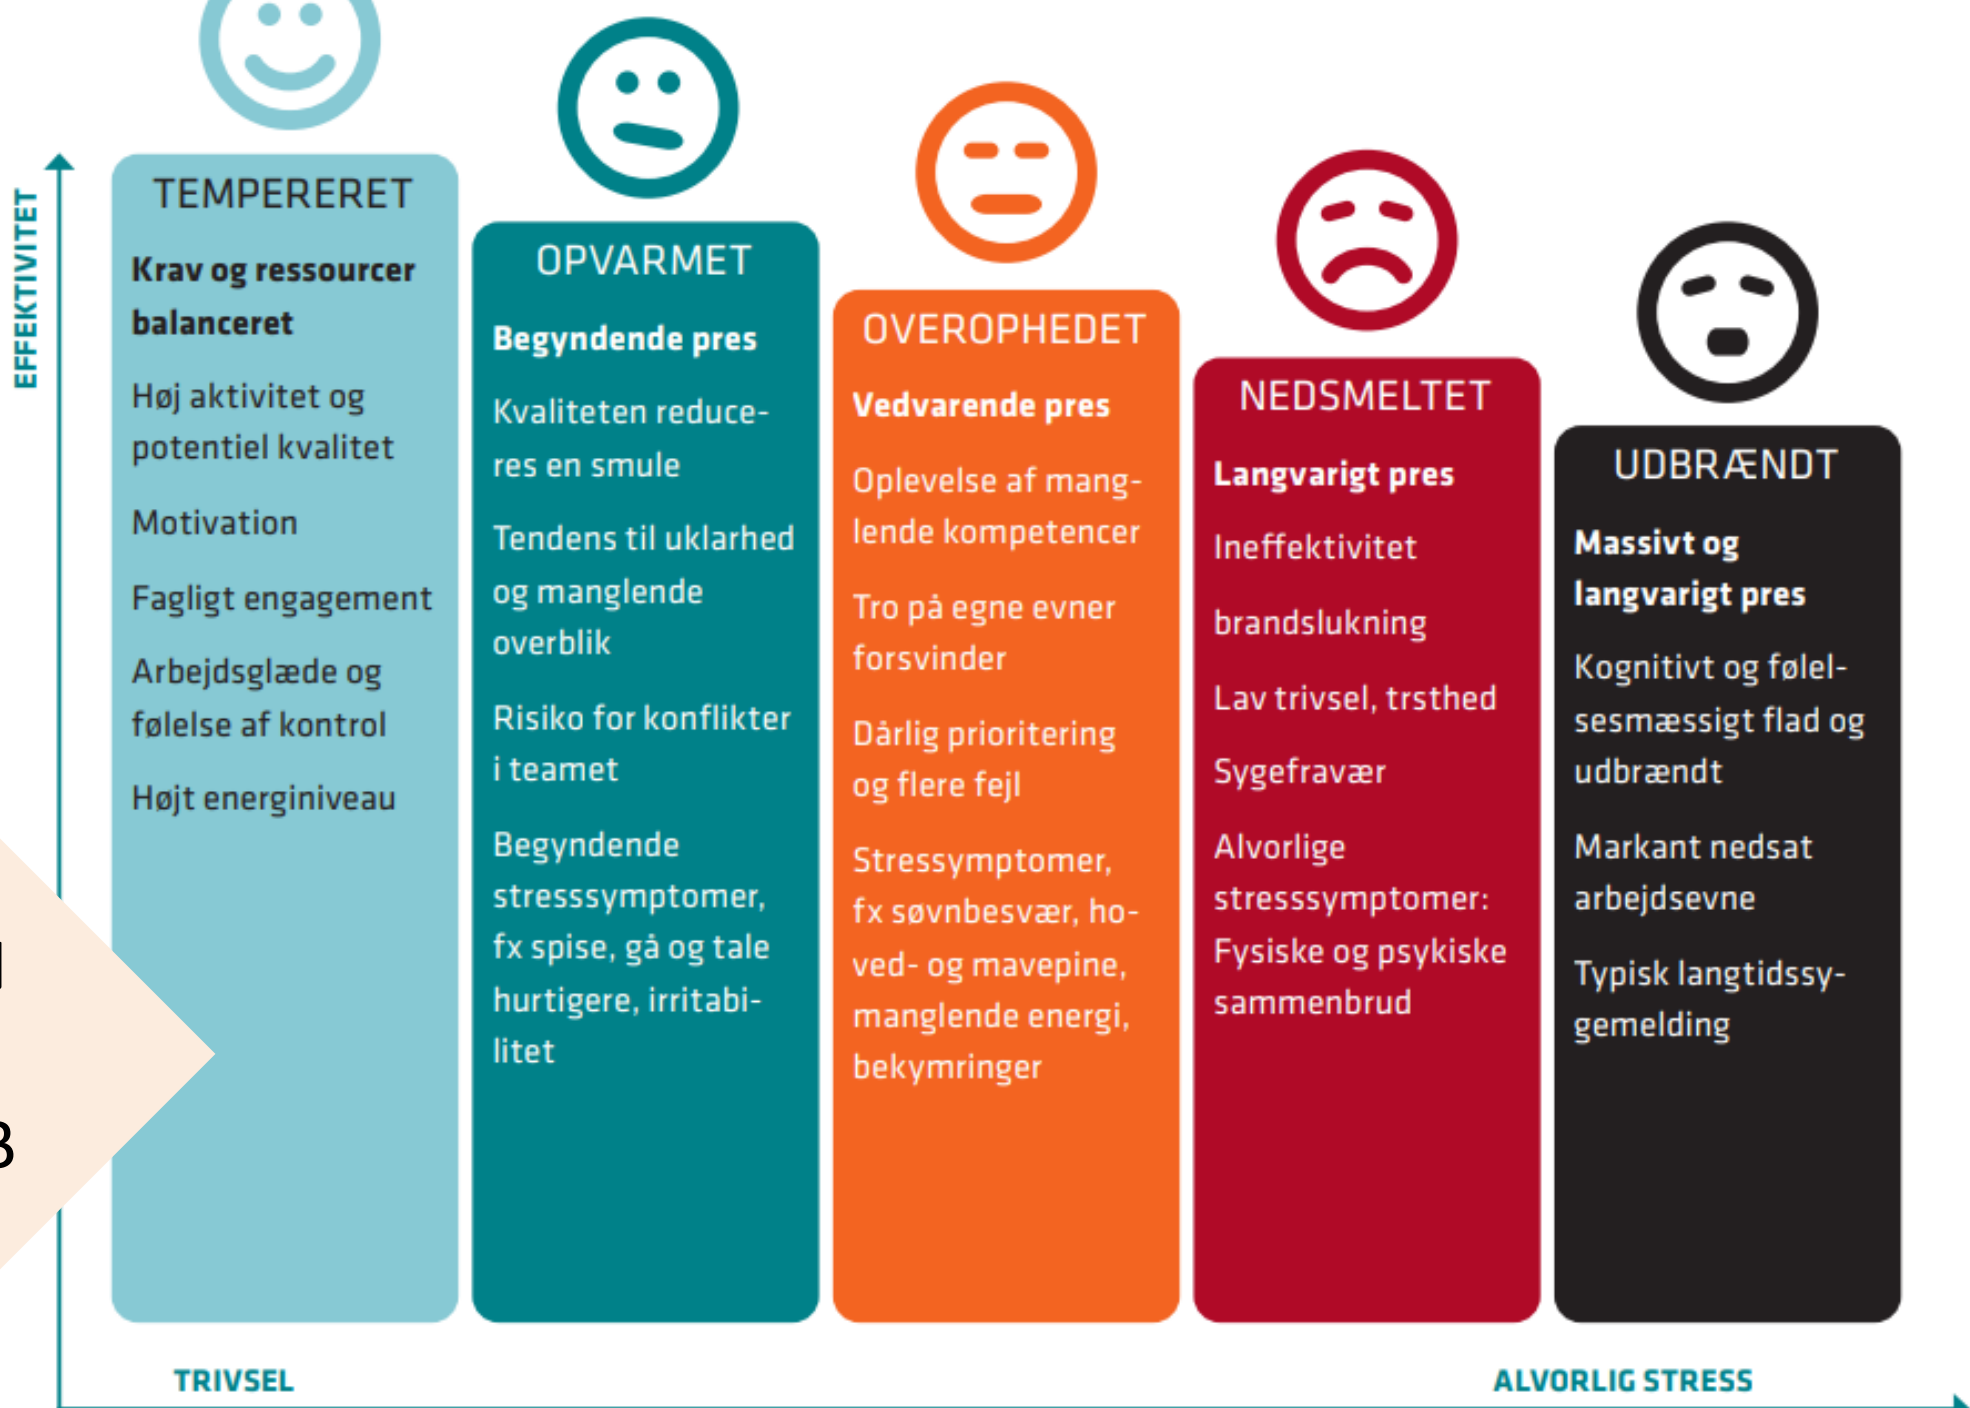 EFFEKTIVITET
TEMPERERET
Krav og ressourcer
balanceret
Høj aktivitet og
potentiel kvalitet
Motivation
Fagligt engagement
Arbejdsglæde og
følelse af kontrol
Højt energiniveau
OPVARMET
Begyndende pres
Kvaliteten reduce-
res en smule
Tendens til uklarhed
og manglende
overblik
Risiko for konflikter
i teamet
Begyndende
stresssymptomer,
fx spise, gå og tale
hurtigere, irritabi-
litet
OVEROPHEDET
Vedvarende pres
Oplevelse af mang-
lende kompetencer
Tro på egne evner
forsvinder
Dårlig prioritering
og flere fejl
Stressymptomer,
fx søvnbesvær, ho-
ved- og mavepine,
manglende energi,
bekymringer
NEDSMELTET
Langvarigt pres
Ineffektivitet
brandslukning
Lav trivsel, trsthed
Sygefravær
Alvorlige
stresssymptomer:
Fysiske og psykiske
sammenbrud
UDBRÆNDT
Massivt og
langvarigt pres
Kognitivt og følel-
sesmæssigt flad og
udbrændt
Markant nedsat
arbejdsevne
Typisk langtidssy-
gemelding
TRIVSEL
ALVORLIG STRESS